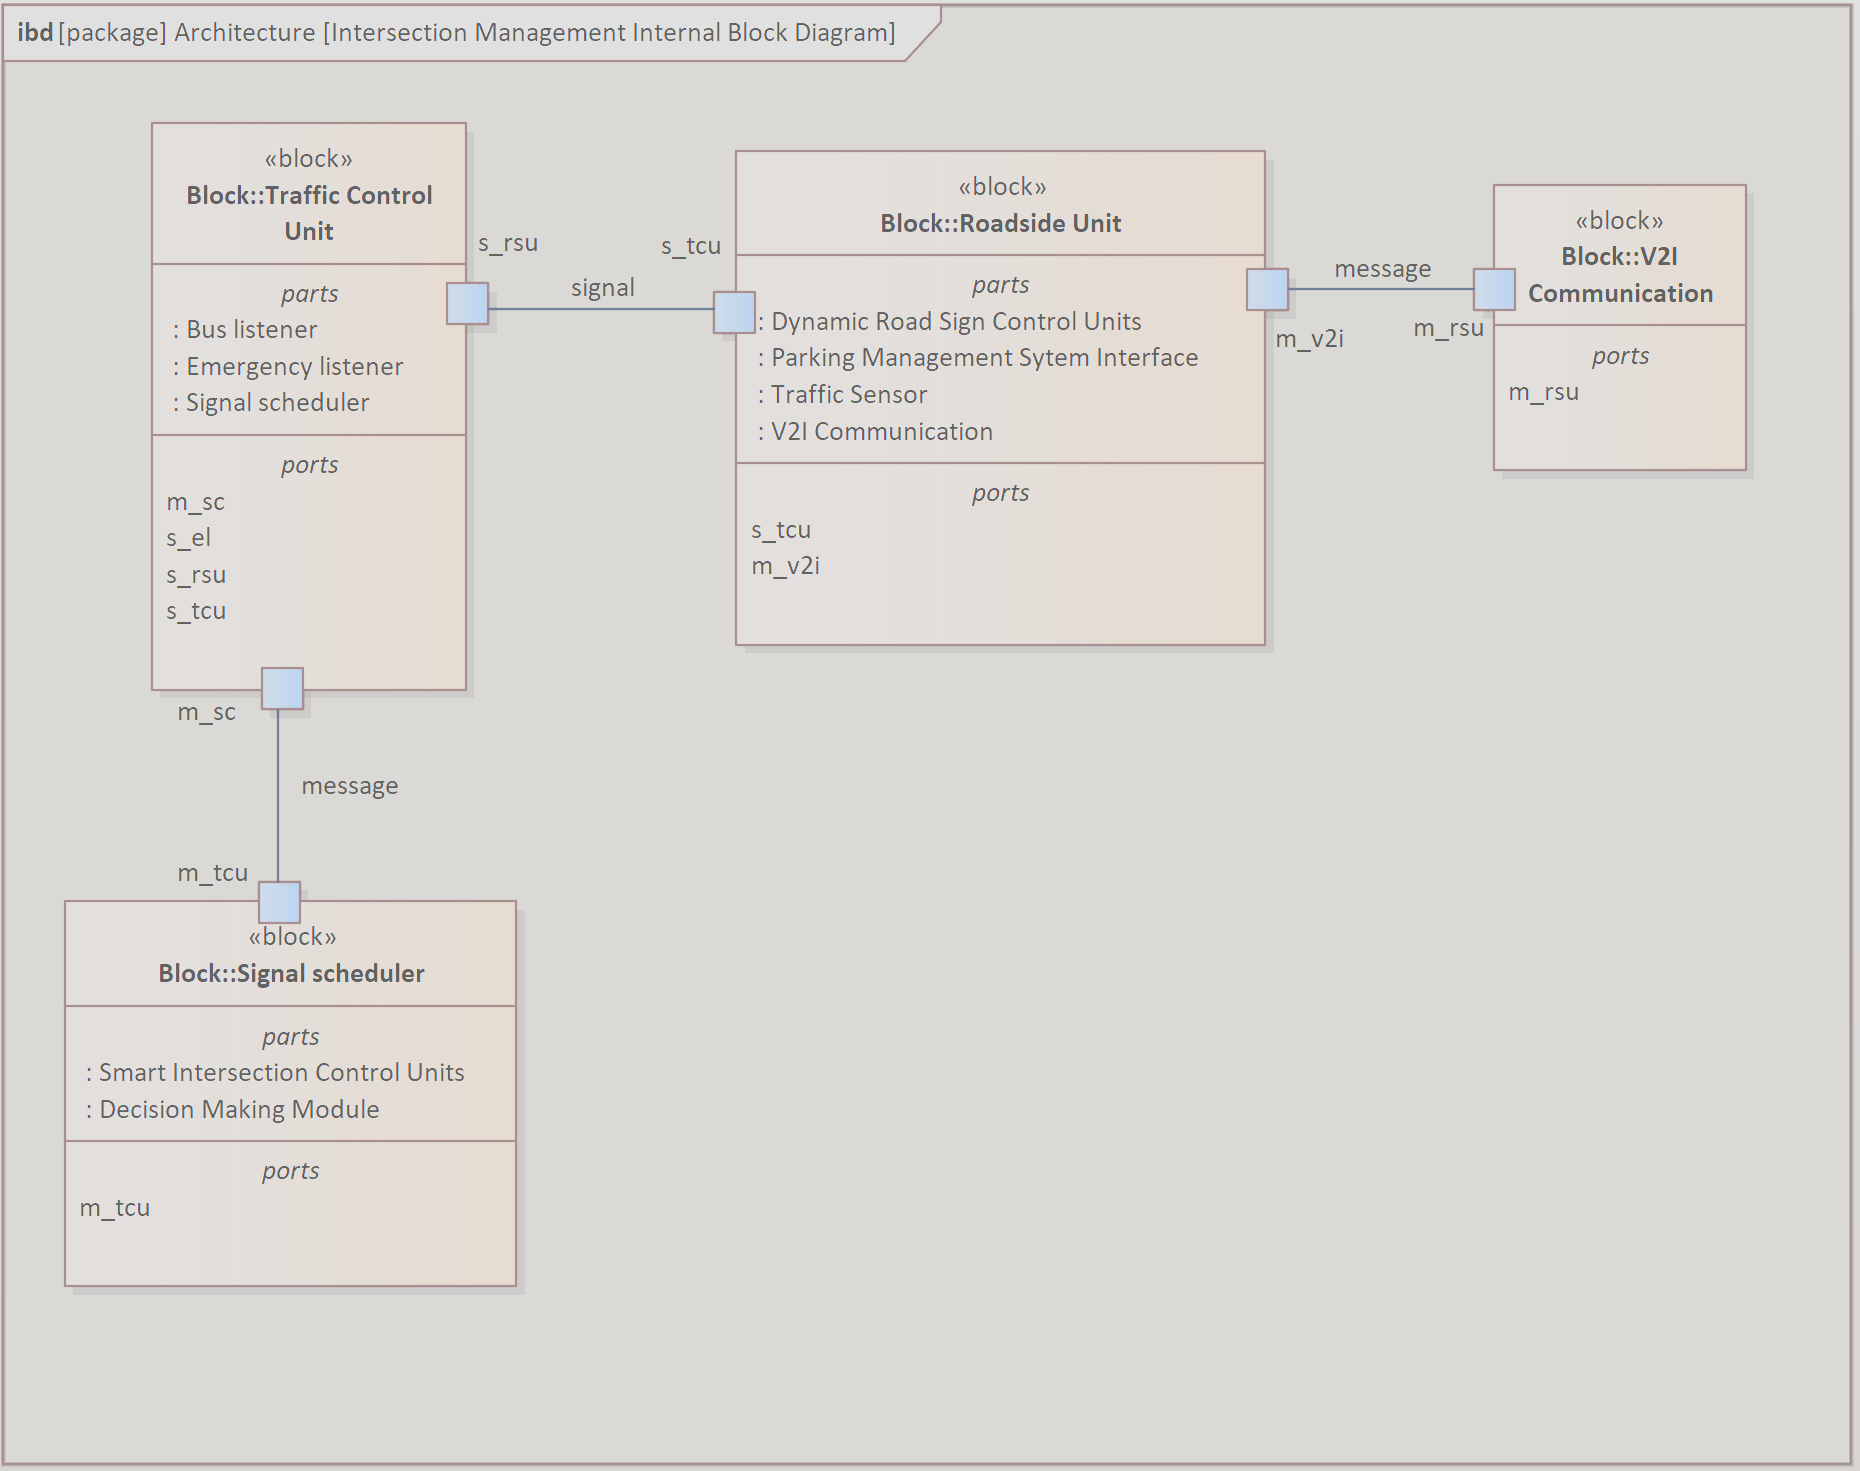 ibd [package] Architecture [Intersection Management Internal Block Diagram]
«block»
Block::Traffic Control
Unit
parts
: Bus listener
: Emergency listener
: Signal scheduler
ports
m_sc
s_el
s_rsu
s_tcu
s_rsu
signal
s_tcu
«block»
Block::Roadside Unit
parts
: Dynamic Road Sign Control Units
: Parking Management Sytem Interface
: Traffic Sensor
: V2I Communication
ports
s_tcu
m_v2i
m_v2i
message
m_rsu
«block»
Block::V2I
Communication
ports
m_rsu
m_sc
message
m_tcu
«block»
Block::Signal scheduler
parts
: Smart Intersection Control Units
: Decision Making Module
ports
m_tcu